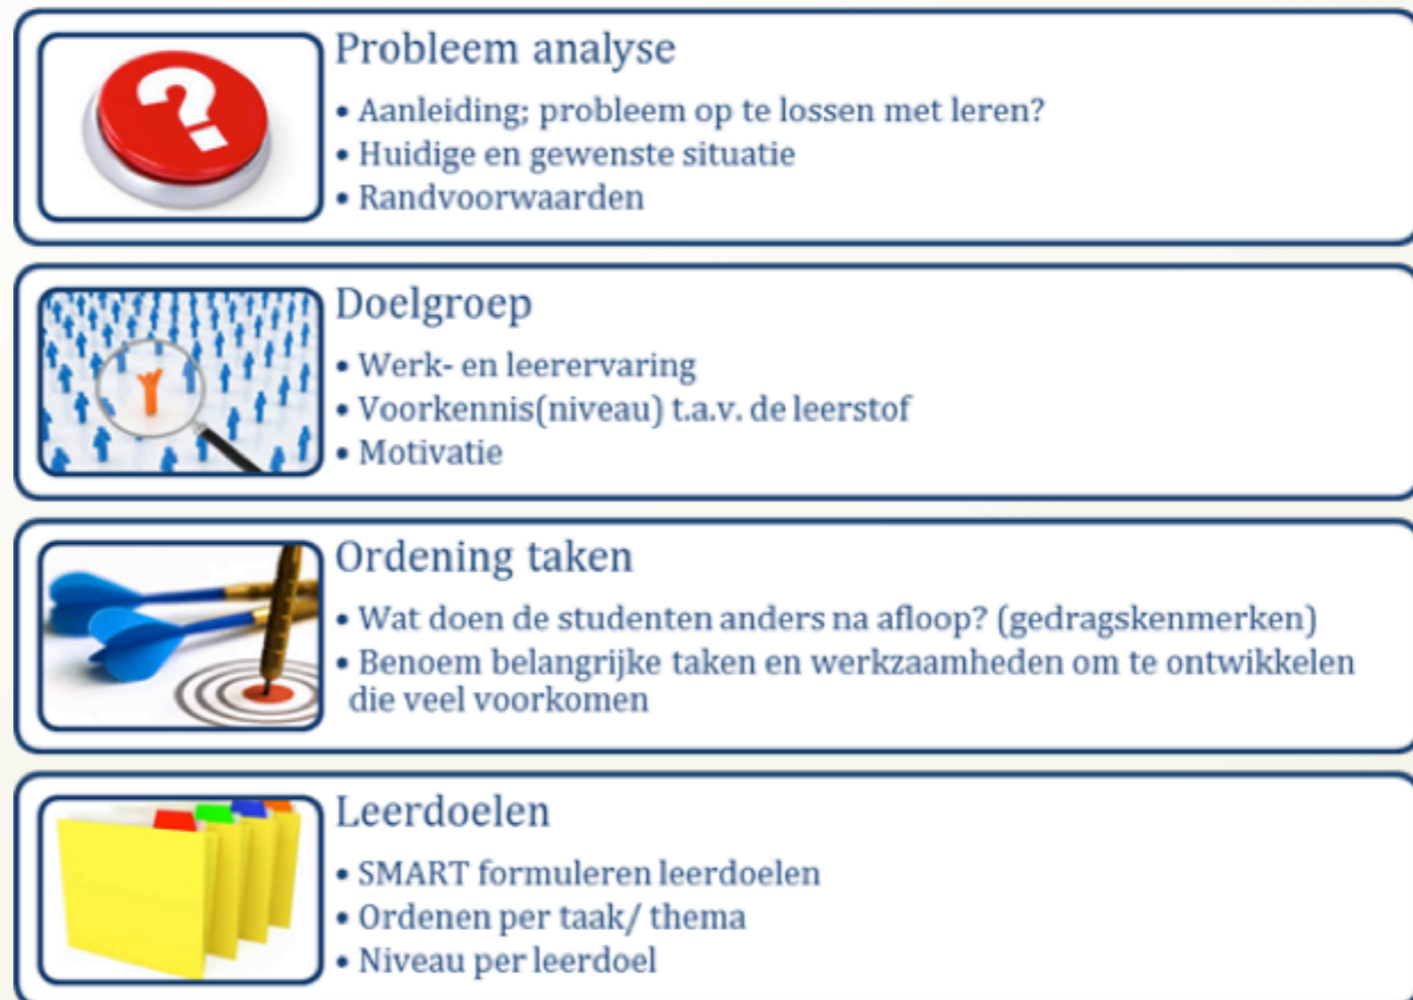 Probleem analyse
• Aanleiding; probleem op te lossen met leren?
• Huidige en gewenste situatie
• Randvoorwaarden
Doelgroep
• Werk- en leerervaring
• Voorkennis(niveau) t.a.v. de leerstof
• Motivatie
Ordening taken
• Wat doen de studenten anders na afloop? (gedragskenmerken)
• Benoem belangrijke taken en werkzaamheden om te ontwikkelen
die veel voorkomen
Leerdoelen
• SMART formuleren leerdoelen
• Ordenen per taak/ thema
• Niveau per leerdoel